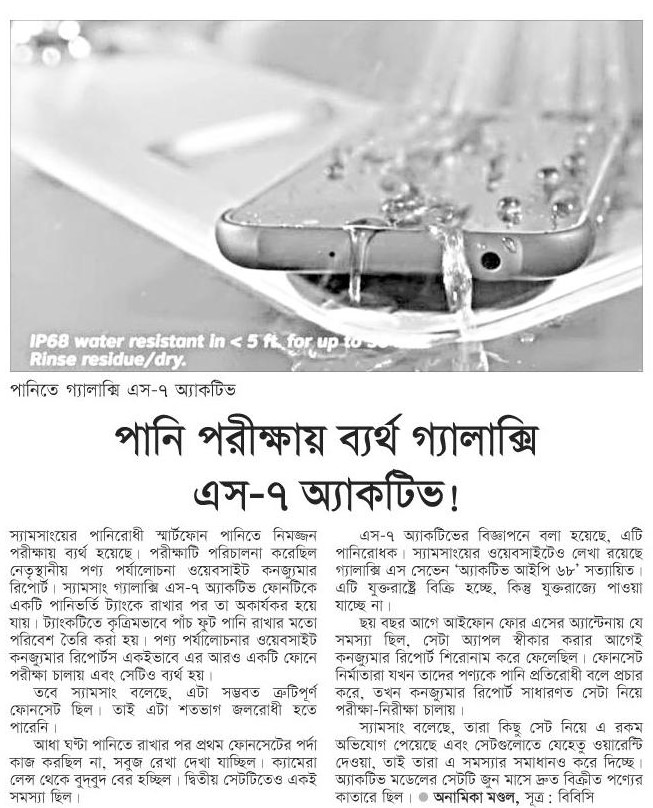 IP68 water resistant in < 5 ft. for up to
Rinse residue/dry.
পানিতে গ্যালাক্সি এস-৭ অ্যাকটিভ
পানি পরীক্ষায় ব্যর্থ গ্যালাক্সি
এস-৭ অ্যাকটিভ!
স্যামসাংয়ের পানিরোধী স্মার্টফোন পানিতে নিমজ্জন
পরীক্ষায় ব্যর্থ হয়েছে। পরীক্ষাটি পরিচালনা করেছিল
নেতৃস্থানীয় পণ্য পর্যালোচনা ওয়েবসাইট কনজ্যুমার
রিপোর্ট। স্যামসাং গ্যালাক্সি এস-৭ অ্যাকটিভ ফোনটিকে
একটি পানিভর্তি ট্যাংকে রাখার পর তা অকার্যকর হয়ে
যায়। ট্যাংকটিতে কৃত্রিমভাবে পাঁচ ফুট পানি রাখার মতো
পরিবেশ তৈরি করা হয়। পণ্য পর্যালোচনার ওয়েবসাইট
কনজ্যুমার রিপোর্টস একইভাবে এর আরও একটি ফোনে
পরীক্ষা চালায় এবং সেটিও ব্যর্থ হয়।
তবে স্যামসাং বলেছে, এটা সম্ভবত ত্রুটিপূর্ণ
ফোনসেট ছিল। তাই এটা শতভাগ জলরোধী হতে
পারেনি।
আধা ঘণ্টা পানিতে রাখার পর প্রথম ফোনসেটের পর্দা
কাজ করছিল না, সবুজ রেখা দেখা যাচ্ছিল। ক্যামেরা
লেন্স থেকে বুদবুদ বের হচ্ছিল। দ্বিতীয় সেটটিতেও একই
সমস্যা ছিল।
এস-৭ অ্যাকটিভের বিজ্ঞাপনে বলা হয়েছে, এটি
পানিরোধক। স্যামসাংয়ের ওয়েবসাইটেও লেখা রয়েছে
গ্যালাক্সি এস সেভেন ‘অ্যাকটিভ আইপি ৬৮’ সত্যায়িত।
এটি যুক্তরাষ্ট্রে বিক্রি হচ্ছে, কিন্তু যুক্তরাজ্যে পাওয়া
যাচ্ছে না।
ছয় বছর আগে আইফোন ফোর এসের অ্যান্টেনায় যে
সমস্যা ছিল, সেটা অ্যাপল স্বীকার করার আগেই
কনজ্যুমার রিপোর্ট শিরোনাম করে ফেলেছিল। ফোনসেট
নির্মাতারা যখন তাদের পণ্যকে পানি প্রতিরোধী বলে প্রচার
করে, তখন কনজ্যুমার রিপোর্ট সাধারণত সেটা নিয়ে
পরীক্ষা-নিরীক্ষা চালায়।
স্যামসাং বলেছে, তারা কিছু সেট নিয়ে এ রকম
অভিযোগ পেয়েছে এবং সেটগুলোতে যেহেতু ওয়ারেন্টি
দেওয়া, তাই তারা এ সমস্যার সমাধানও করে দিচ্ছে।
অ্যাকটিভ মডেলের সেটটি জুন মাসে দ্রুত বিক্রীত পণ্যের
কাতারে ছিল। ● অনামিকা মণ্ডল, সূত্র : বিবিসি